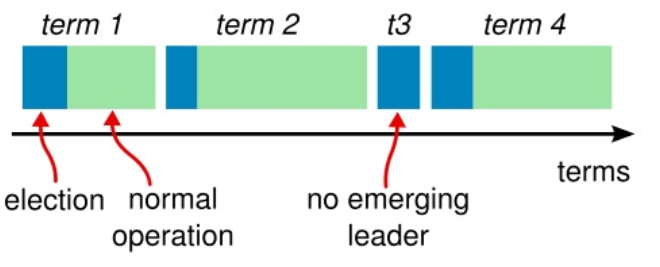 term 1
term 2
t3
term 4
terms
election
normal
operation
no emerging
leader